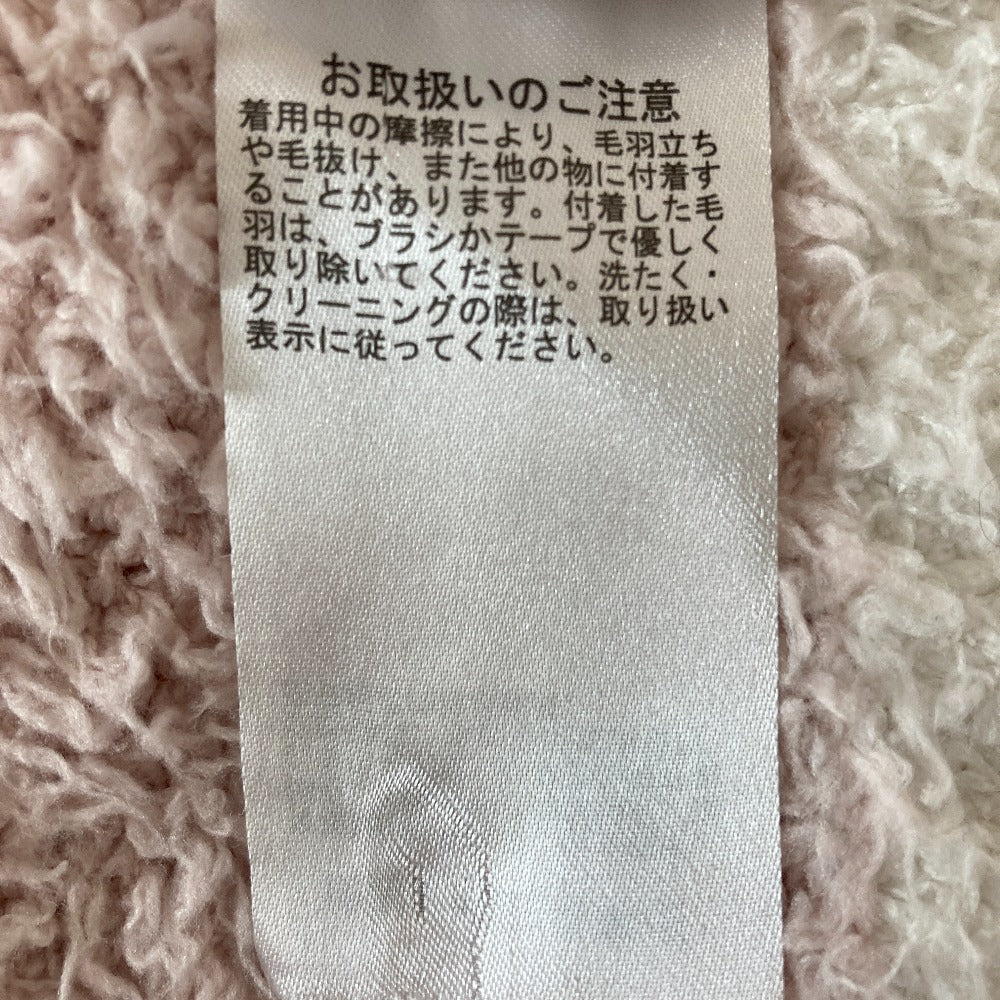 お取扱いのご注意
着用中の摩擦により、毛羽立ち
や毛抜け、また他の物に付着す
ることがあります。付着した毛
羽は、ブラシかテープで優しく
取り除いてください。洗たく・
クリーニングの際は、取り扱い
表示に従ってください。